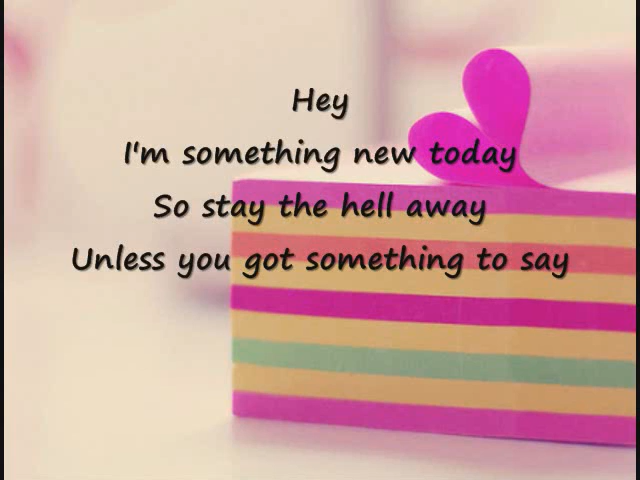 Hey
I'm something new today
So stay the hell away
Unless you got something to say